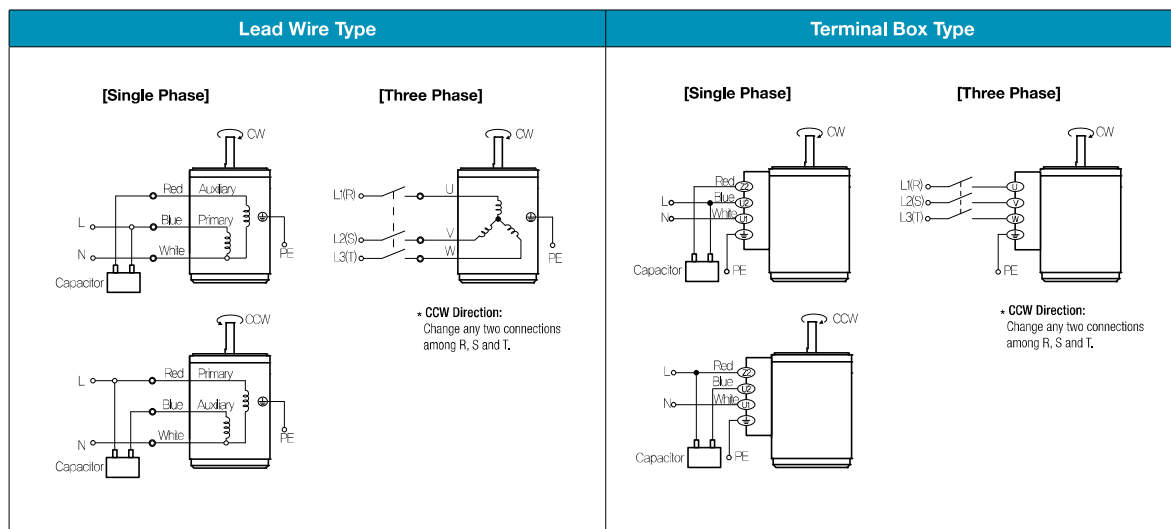 Lead Wire Type
[Single Phase]
[Three Phase]
CW
Red Auxiliary
L Blue Primary
N White
PE
Capacitor
CW
L1(R) U
L2(S) V
L3(T) W
PE
* CCW Direction:
Change any two connections
among R, S and T.
CCW
L Red Primary
Blue Auxiliary
N White
PE
Capacitor
Terminal Box Type
[Single Phase]
[Three Phase]
CW
Red Z2
L Blue U2
N White U1
PE
Capacitor
CW
L1(R) U
L2(S) V
L3(T) W
PE
* CCW Direction:
Change any two connections
among R, S and T.
CCW
L Red Z2
Blue U2
N White U1
PE
Capacitor